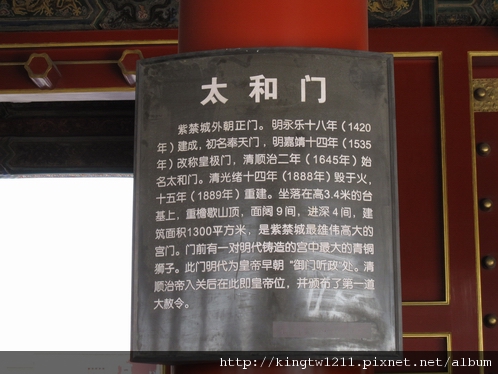 太和门
紫禁城外朝正门。明永乐十八年（1420
年）建成，初名奉天门，明嘉靖十四年（1535
年）改称皇极门，清顺治二年（1645年）始
名太和门。清光绪十四年（1888年）毁于火，
十五年（1889年）重建。坐落在高3.4米的台
基上，重檐歇山顶，面阔9间，进深4间，建
筑面积1300平方米，是紫禁城最雄伟高大的
宫门。门前有一对明代铸造的宫中最大的青铜
狮子。此门明代为皇帝早朝“御门听政”处。清
顺治帝入关后在此即皇帝位，并颁布了第一道
大赦令。
http://kingtw1211.pixnet.net/album